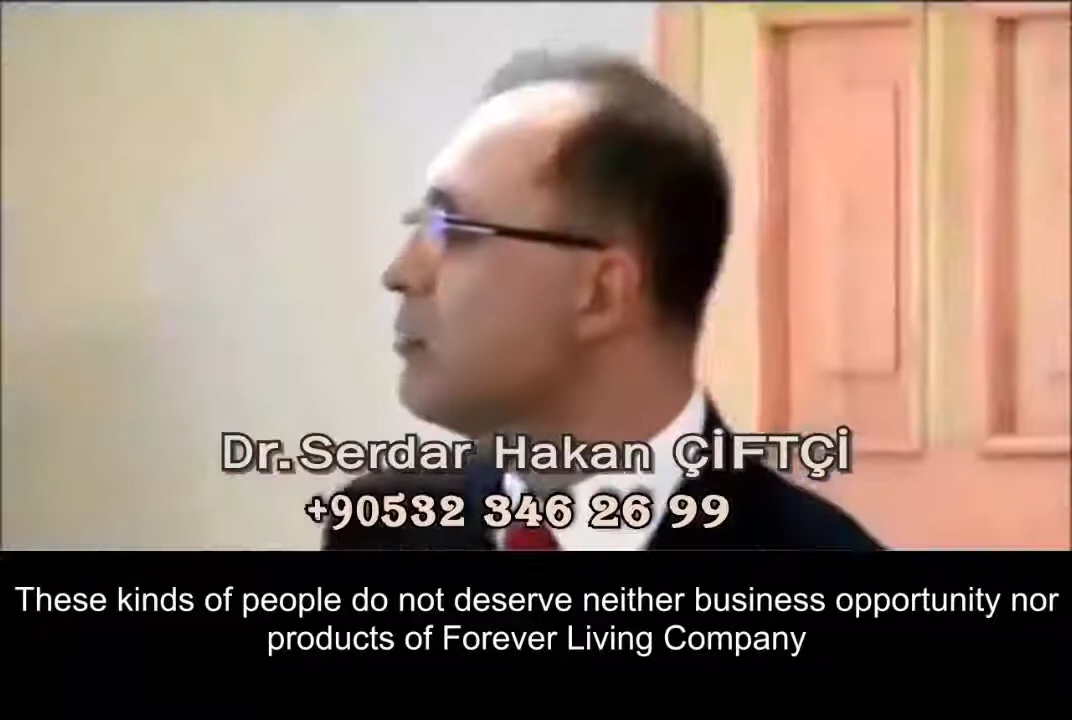 Dr.Serdar Hakan ÇİFTÇİ
+90532 346 26 99
These kinds of people do not deserve neither business opportunity nor
products of Forever Living Company